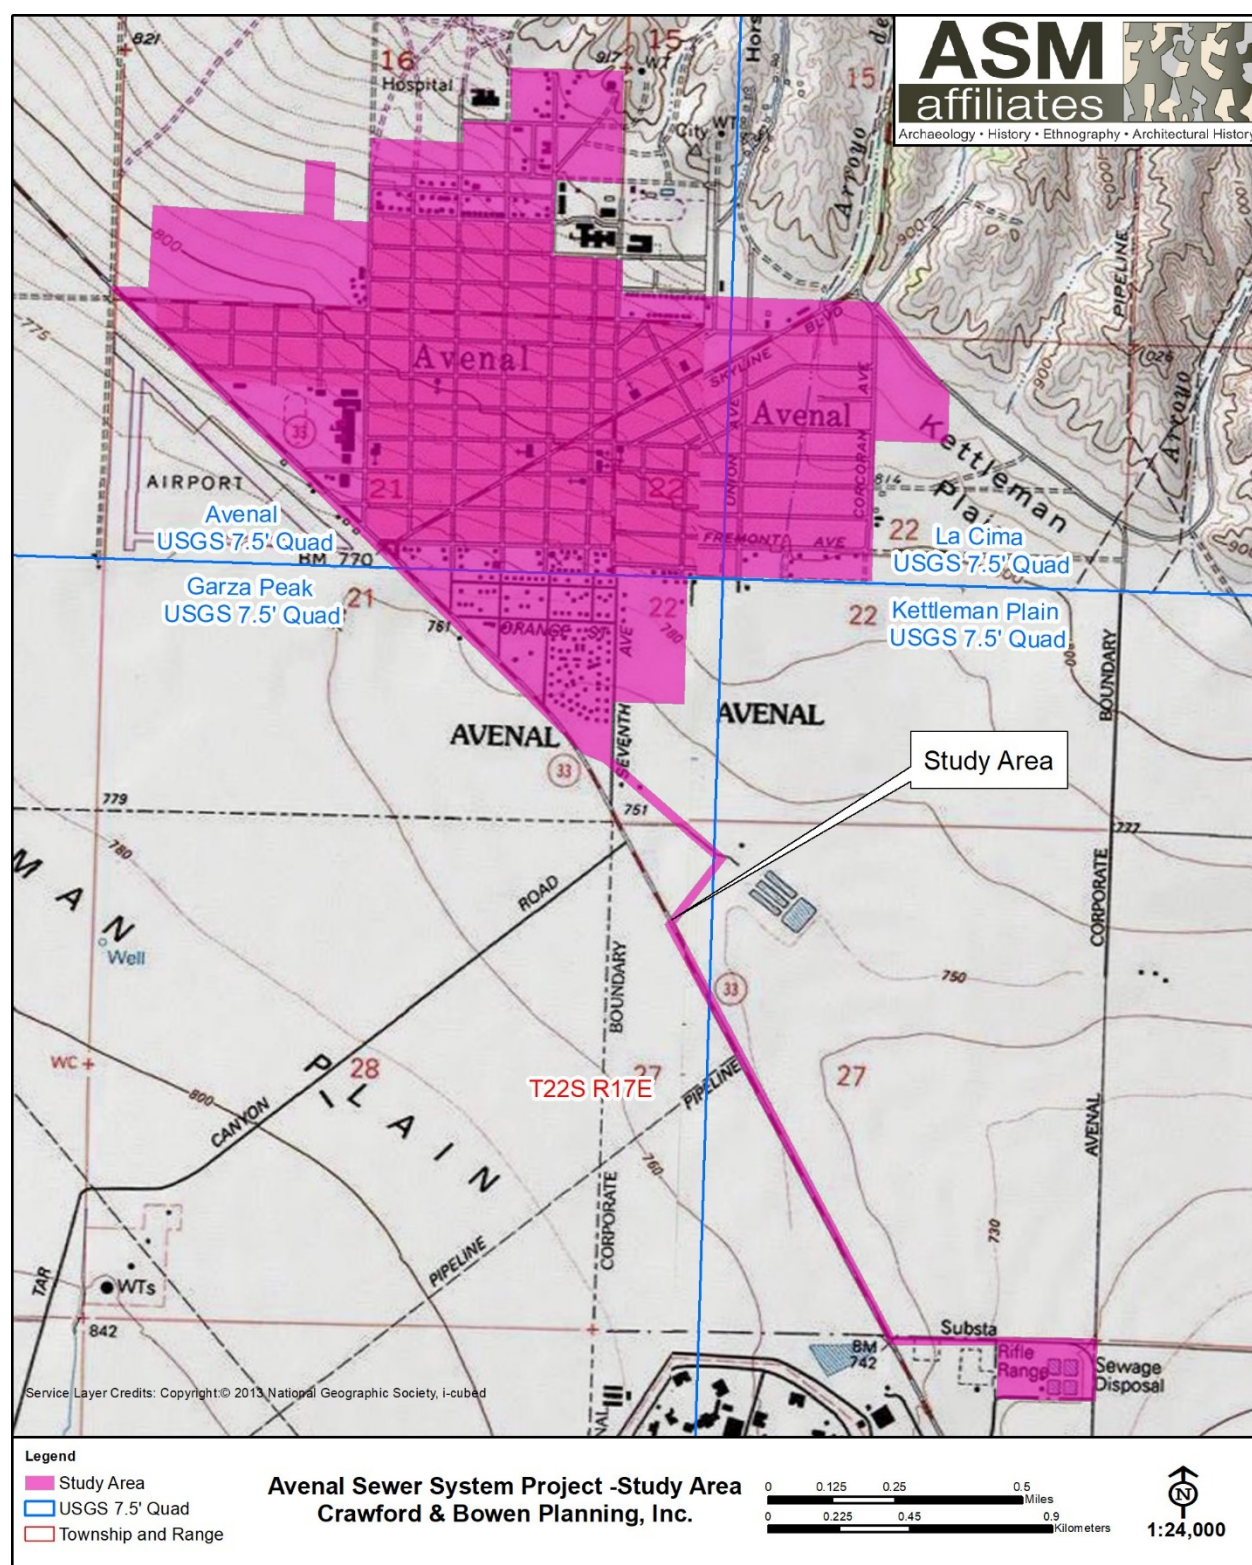 821
16
Hospital
917
WT
15
Hors
de
15
ASM
affiliates
Archaeology • History • Ethnography • Architectural History
City WT
Arroyo
900
800
PIPELINE
775
BLVD
1026
Avenal
SKYLINE
AVE
900
Arroyo
Avenal
33
AVE
Kettleman
Plain
AIRPORT
21
22
UNION
CORCORAN
814
Avenal
USGS 7.5' Quad
22
La Cima
USGS 7.5' Quad
FREMONT AVE
BM 770
Garza Peak
USGS 7.5' Quad
21
22
22
Kettleman Plain
USGS 7.5' Quad
761
ORANGE ST
AVE
780
BOUNDARY
AVENAL
AVENAL
SEVENTH
33
Study Area
779
751
777
780
MAN
ROAD
CORPORATE
Well
BOUNDARY
33
750
WC
28
PLAIN
27
T22S R17E
PIPELINE
27
800
CANYON
AVENAL
760
CORPORATE
730
PIPELINE
TAR
WTs
842
Substa
BM
742
Rifle
Range
Sewage
Disposal
NAL
Service Layer Credits: Copyright:© 2013 National Geographic Society, i-cubed
Legend
Study Area
USGS 7.5' Quad
Township and Range
Avenal Sewer System Project -Study Area
Crawford & Bowen Planning, Inc.
0 0.125 0.25 0.5
Miles
0 0.225 0.45 0.9
Kilometers
N
1:24,000